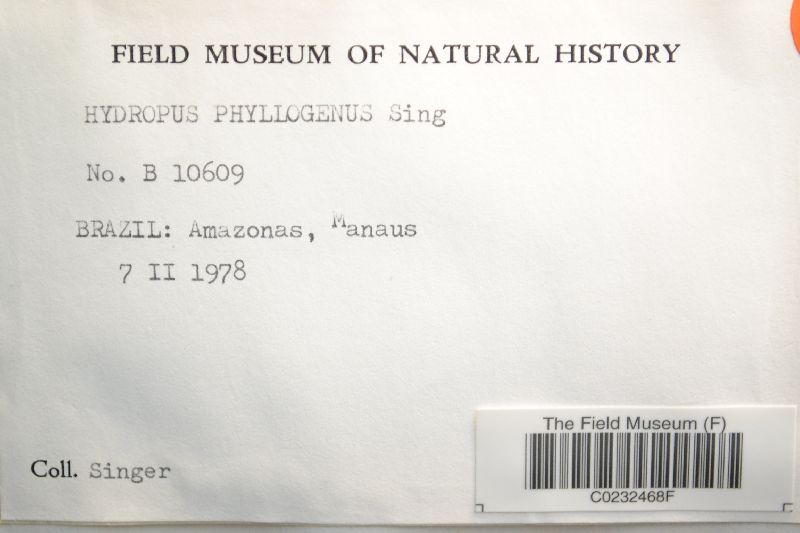 FIELD MUSEUM OF NATURAL HISTORY
HYDROPUS PHYLLOGENUS Sing
No. B 10609
BRAZIL: Amazonas, Manaus
7 II 1978
Coll. Singer
The Field Museum (F)
C0232468F